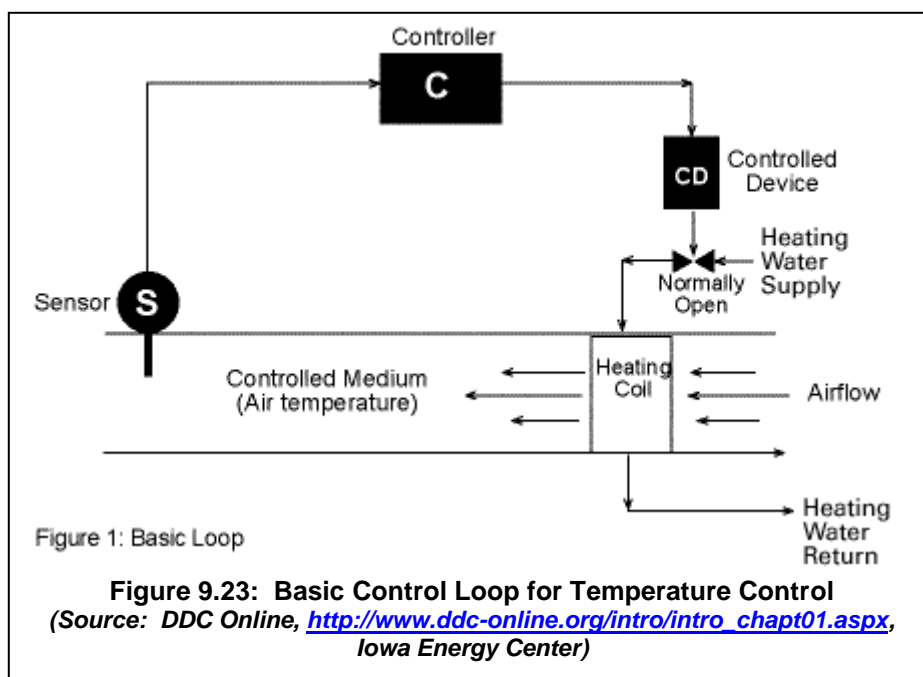 Controller
C
CD
Controlled
Device
Heating
Water
Supply
Normally
Open
Sensor
S
Controlled Medium
(Air temperature)
Heating
Coil
Airflow
Heating
Water
Return
Figure 1: Basic Loop
Figure 9.23: Basic Control Loop for Temperature Control
(Source: DDC Online, http://www.ddc-online.org/intro/intro_chapt01.aspx,
Iowa Energy Center)